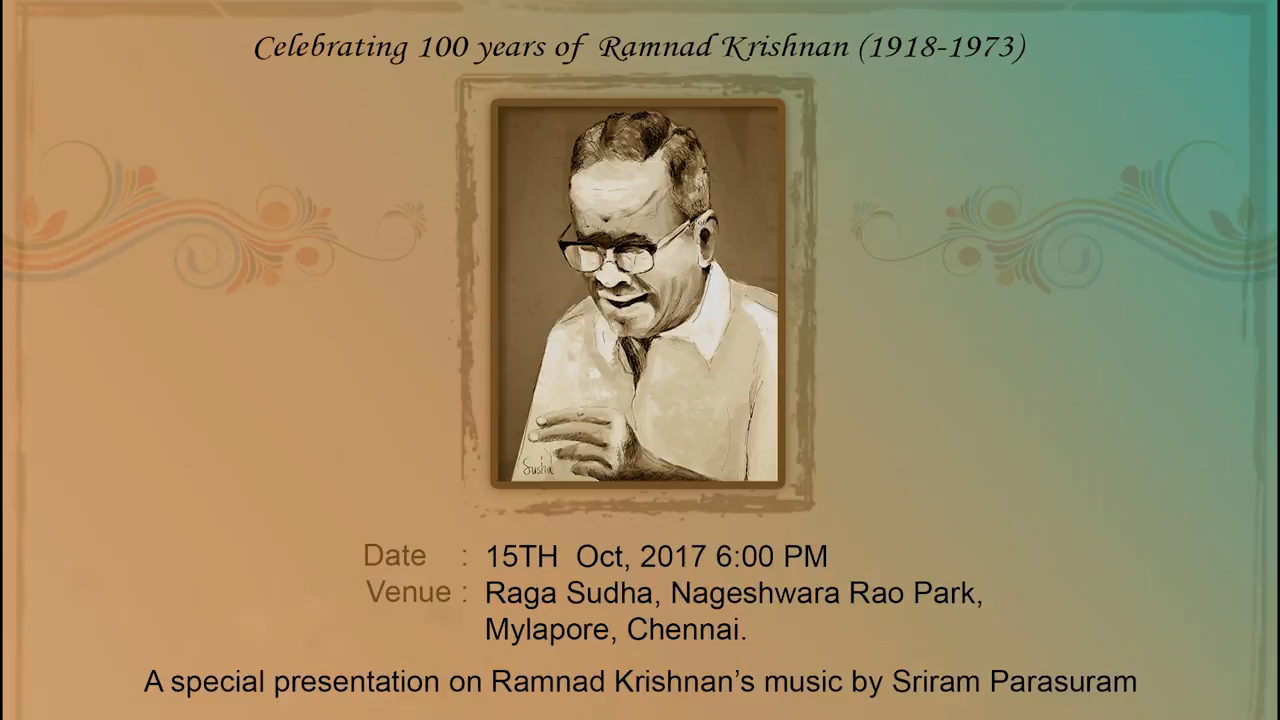 Celebrating 100 years of Ramnad Krishnan (1918-1973)
Date : 15TH Oct, 2017 6:00 PM
Venue : Raga Sudha, Nageshwara Rao Park,
Mylapore, Chennai.
A special presentation on Ramnad Krishnan’s music by Sriram Parasuram